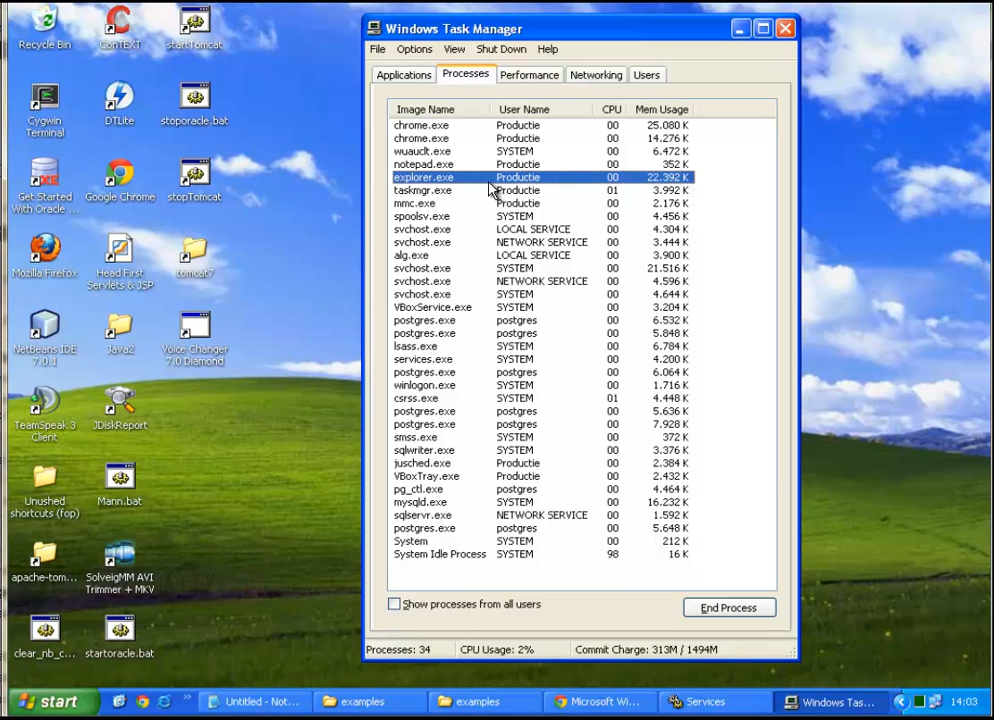 Recycle Bin
ConTEXT
startTomcat
Cygwin
Terminal
DTLite
stoporacle.bat
Get Started
With Oracle ...
Google Chrome
stopTomcat
Mozilla Firefox
Head First
Servlets & JSP
tomcat7
NetBeans IDE
7.0.1
Java2
Voice Changer
7.0 Diamond
TeamSpeak 3
Client
JDiskReport
Unushed
shortcuts (fop)
Mann.bat
apache-tom...
SolveigMM AVI
Trimmer + MKV
clear_nb_c...
startoracle.bat
Windows Task Manager
File Options View Shut Down Help
Applications Processes Performance Networking Users
Image Name User Name CPU Mem Usage
chrome.exe Productie 00 25.080 K
chrome.exe Productie 00 14.276 K
wuauclt.exe SYSTEM 00 6.472 K
notepad.exe Productie 00 352 K
explorer.exe Productie 00 22.392 K
taskmgr.exe Productie 01 3.992 K
mmc.exe Productie 00 2.176 K
spoolsv.exe SYSTEM 00 4.456 K
svchost.exe LOCAL SERVICE 00 4.304 K
svchost.exe NETWORK SERVICE 00 3.444 K
alg.exe LOCAL SERVICE 00 3.900 K
svchost.exe SYSTEM 00 21.516 K
svchost.exe NETWORK SERVICE 00 4.596 K
svchost.exe SYSTEM 00 4.644 K
VBoxService.exe SYSTEM 00 3.204 K
postgres.exe postgres 00 6.532 K
postgres.exe postgres 00 5.848 K
lsass.exe SYSTEM 00 6.784 K
services.exe SYSTEM 00 4.200 K
postgres.exe postgres 00 6.064 K
winlogon.exe SYSTEM 00 1.716 K
csrss.exe SYSTEM 01 4.448 K
postgres.exe postgres 00 5.636 K
postgres.exe postgres 00 7.928 K
smss.exe SYSTEM 00 372 K
sqlwriter.exe SYSTEM 00 3.376 K
jusched.exe Productie 00 2.384 K
VBoxTray.exe Productie 00 2.432 K
pg_ctl.exe postgres 00 4.464 K
mysqld.exe SYSTEM 00 16.232 K
sqlservr.exe NETWORK SERVICE 00 1.592 K
postgres.exe postgres 00 5.648 K
System SYSTEM 00 212 K
System Idle Process SYSTEM 98 16 K
Show processes from all users
End Process
Processes: 34 CPU Usage: 2% Commit Charge: 313M / 1494M
start
Untitled - Not...
examples
examples
Microsoft Wi...
Services
Windows Tas...
14:03